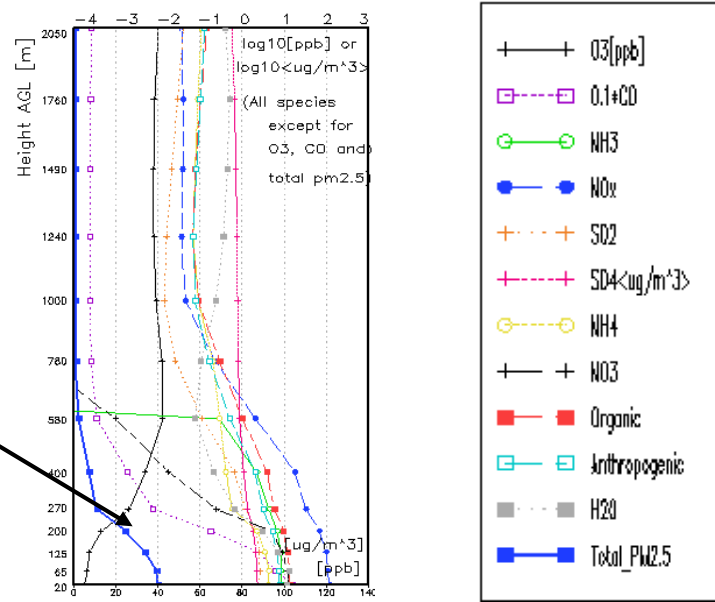 −4 −3 −2 −1 0 1 2 3
log10[ppb] or
log10<ug/m^3>
(All species
except for
O3, CO and
total pm2.5)
Height AGL [m]
2050
1760
1490
1240
1000
780
580
400
270
200
125
65
20
[ug/m^3]
[ppb]
0 20 40 60 80 100 120 140
O3[ppb]
0.1*CO
NH3
NOx
SO2
SO4<ug/m^3>
NH4
NO3
Organic
Anthropogenic
H2O
Total_PM2.5